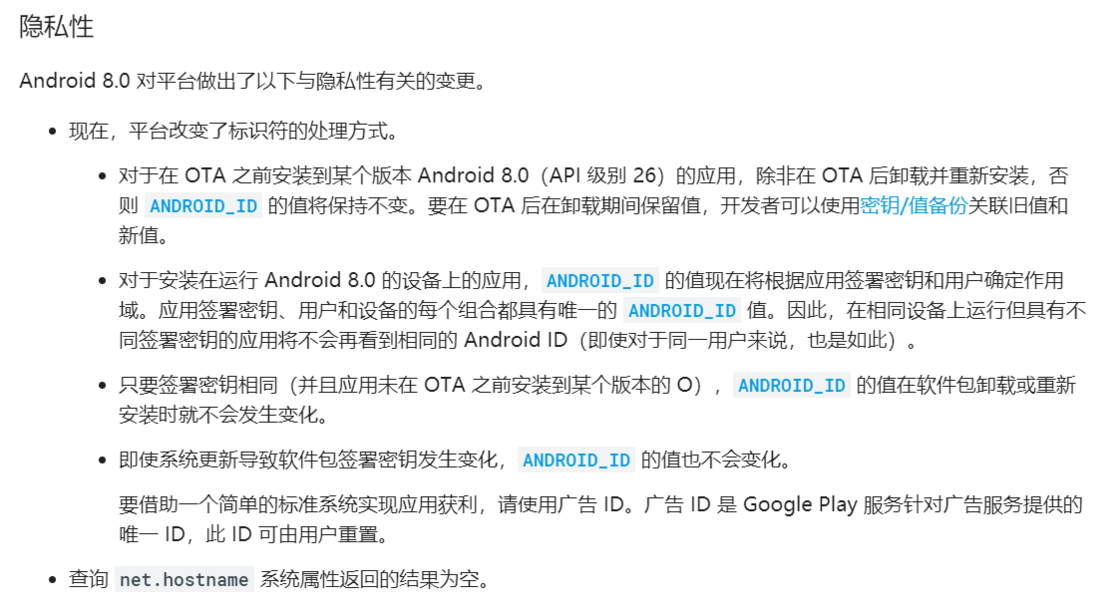 隐私性
Android 8.0 对平台做出了以下与隐私性有关的变更。
现在，平台改变了标识符的处理方式。
对于在 OTA 之前安装到某个版本 Android 8.0（API 级别 26）的应用，除非在 OTA 后卸载并重新安装，否
则 ANDROID_ID 的值将保持不变。要在 OTA 后在卸载期间保留值，开发者可以使用密钥/值备份关联旧值和
新值。
对于安装在运行 Android 8.0 的设备上的应用，ANDROID_ID 的值现在将根据应用签署密钥和用户确定作用
域。应用签署密钥、用户和设备的每个组合都具有唯一的 ANDROID_ID 值。因此，在相同设备上运行但具有不
同签署密钥的应用将不会再看到相同的 Android ID（即使对于同一用户来说，也是如此）。
只要签署密钥相同（并且应用未在 OTA 之前安装到某个版本的 O），ANDROID_ID 的值在软件包卸载或重新
安装时就不会发生变化。
即使系统更新导致软件包签署密钥发生变化，ANDROID_ID 的值也不会变化。
要借助一个简单的标准系统实现应用获利，请使用广告 ID。广告 ID 是 Google Play 服务针对广告服务提供的
唯一 ID，此 ID 可由用户重置。
查询 net.hostname 系统属性返回的结果为空。